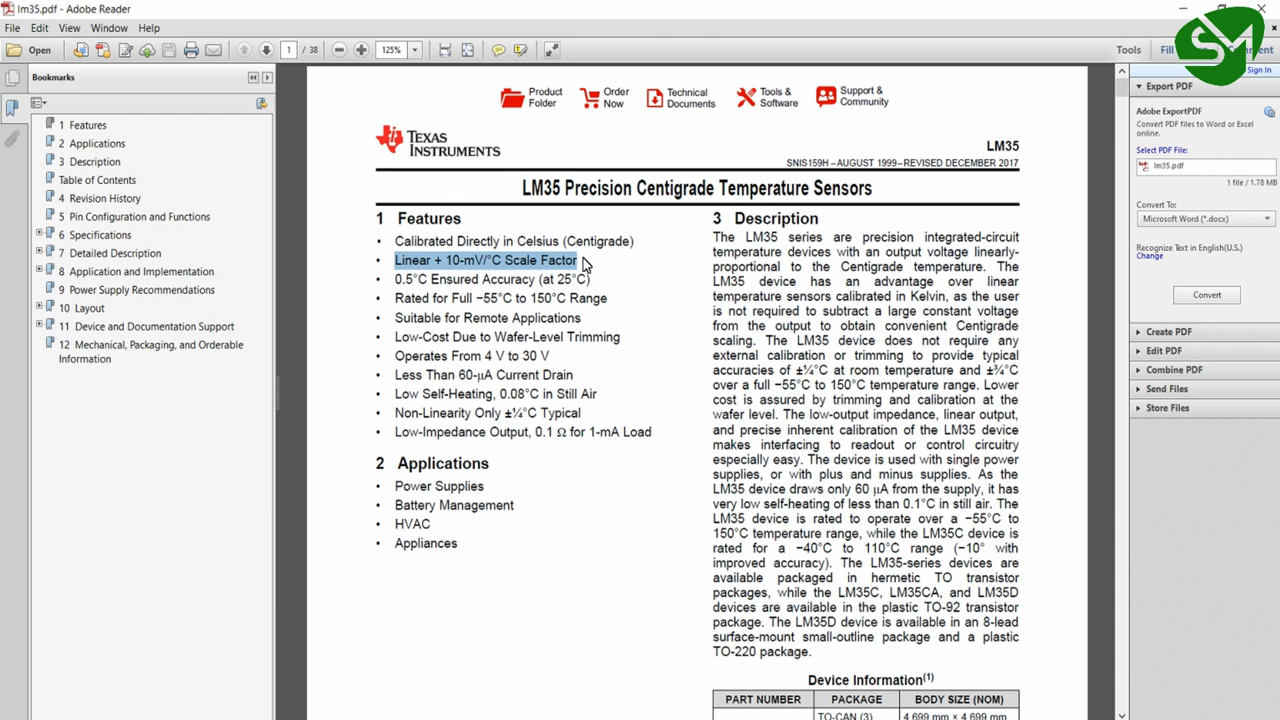 lm35.pdf - Adobe Reader
File Edit View Window Help
Open 1 / 38 125% Tools Fill
SM
Sign In
Bookmarks
1 Features
2 Applications
3 Description
Table of Contents
4 Revision History
5 Pin Configuration and Functions
6 Specifications
7 Detailed Description
8 Application and Implementation
9 Power Supply Recommendations
10 Layout
11 Device and Documentation Support
12 Mechanical, Packaging, and Orderable
Information
Product
Folder
Order
Now
Technical
Documents
Tools &
Software
Support &
Community
TEXAS
INSTRUMENTS
LM35
SNIS159H–AUGUST 1999–REVISED DECEMBER 2017
LM35 Precision Centigrade Temperature Sensors
1 Features
• Calibrated Directly in Celsius (Centigrade)
• Linear + 10-mV/°C Scale Factor
• 0.5°C Ensured Accuracy (at 25°C)
• Rated for Full −55°C to 150°C Range
• Suitable for Remote Applications
• Low-Cost Due to Wafer-Level Trimming
• Operates From 4 V to 30 V
• Less Than 60-μA Current Drain
• Low Self-Heating, 0.08°C in Still Air
• Non-Linearity Only ±¼°C Typical
• Low-Impedance Output, 0.1 Ω for 1-mA Load
2 Applications
• Power Supplies
• Battery Management
• HVAC
• Appliances
3 Description
The LM35 series are precision integrated-circuit
temperature devices with an output voltage linearly-
proportional to the Centigrade temperature. The
LM35 device has an advantage over linear
temperature sensors calibrated in Kelvin, as the user
is not required to subtract a large constant voltage
from the output to obtain convenient Centigrade
scaling. The LM35 device does not require any
external calibration or trimming to provide typical
accuracies of ±¼°C at room temperature and ±¾°C
over a full −55°C to 150°C temperature range. Lower
cost is assured by trimming and calibration at the
wafer level. The low-output impedance, linear output,
and precise inherent calibration of the LM35 device
makes interfacing to readout or control circuitry
especially easy. The device is used with single power
supplies, or with plus and minus supplies. As the
LM35 device draws only 60 μA from the supply, it has
very low self-heating of less than 0.1°C in still air. The
LM35 device is rated to operate over a −55°C to
150°C temperature range, while the LM35C device is
rated for a −40°C to 110°C range (−10° with
improved accuracy). The LM35-series devices are
available packaged in hermetic TO transistor
packages, while the LM35C, LM35CA, and LM35D
devices are available in the plastic TO-92 transistor
package. The LM35D device is available in an 8-lead
surface-mount small-outline package and a plastic
TO-220 package.
Device Information(1)
PART NUMBER PACKAGE BODY SIZE (NOM)
TO-CAN (3) 4.699 mm × 4.699 mm
Export PDF
Adobe ExportPDF
Convert PDF files to Word or Excel
online.
Select PDF File:
lm35.pdf
1 file / 1.78 MB
Convert To:
Microsoft Word (*.docx)
Recognize Text in English(U.S.)
Change
Convert
Create PDF
Edit PDF
Combine PDF
Send Files
Store Files